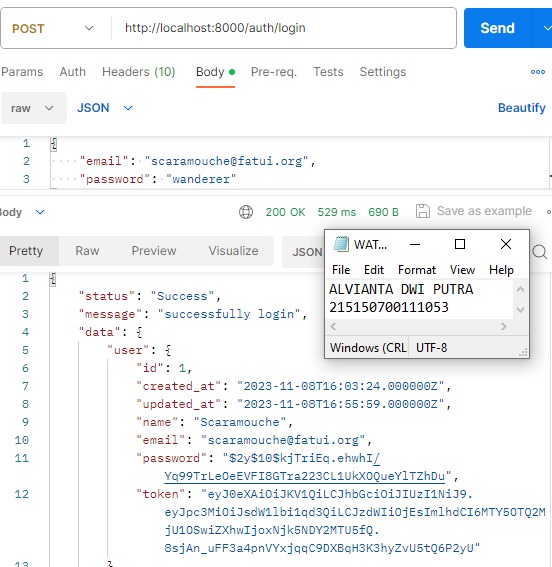 POST http://localhost:8000/auth/login Send
Params Auth Headers (10) Body Pre-req. Tests Settings
raw JSON Beautify
1 {
2 "email": "scaramouche@fatui.org",
3 "password": "wanderer"
Body 200 OK 529 ms 690 B Save as example
Pretty Raw Preview Visualize JSON
WAT...
File Edit Format View Help
ALVIANTA DWI PUTRA
215150700111053
Windows (CRL UTF-8
1 {
2 "status": "Success",
3 "message": "successfully login",
4 "data": {
5 "user": {
6 "id": 1,
7 "created_at": "2023-11-08T16:03:24.000000Z",
8 "updated_at": "2023-11-08T16:55:59.000000Z",
9 "name": "Scaramouche",
10 "email": "scaramouche@fatui.org",
11 "password": "$2y$10$kjTriEq.ehwhI/
Yq99TrLeOeEVFI8GTra223CL1UkXOQueYlTZhDu",
12 "token": "eyJ0eXAiOiJKV1QiLCJhbGciOiJIUzI1NiJ9.
eyJpc3MiOiJsdW1lbi1qd3QiLCJzdWIiOjEsImlhdCI6MTY5OTQ2M
jU1OSwiZXhwIjoxNjk5NDY2MTU5fQ.
8sjAn_uFF3a4pnVYxjqqC9DXBqH3K3hyZvU5tQ6P2yU"
13 }